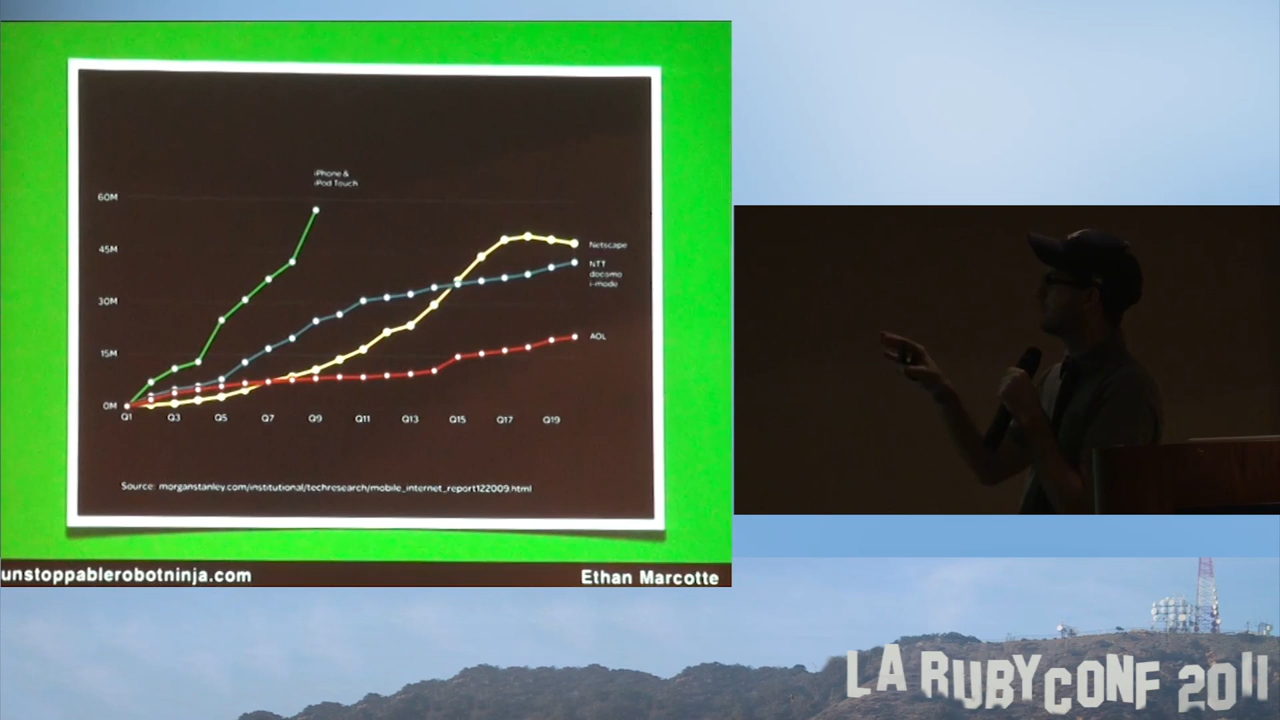 iPhone &
iPod Touch
60M
45M
30M
15M
0M
Netscape
NTT
docomo
i-mode
AOL
Q1 Q3 Q5 Q7 Q9 Q11 Q13 Q15 Q17 Q19
Source: morganstanley.com/institutional/techresearch/mobile_internet_report122009.html
unstoppablerobotninja.com
Ethan Marcotte
LA RUBYCONF 2011